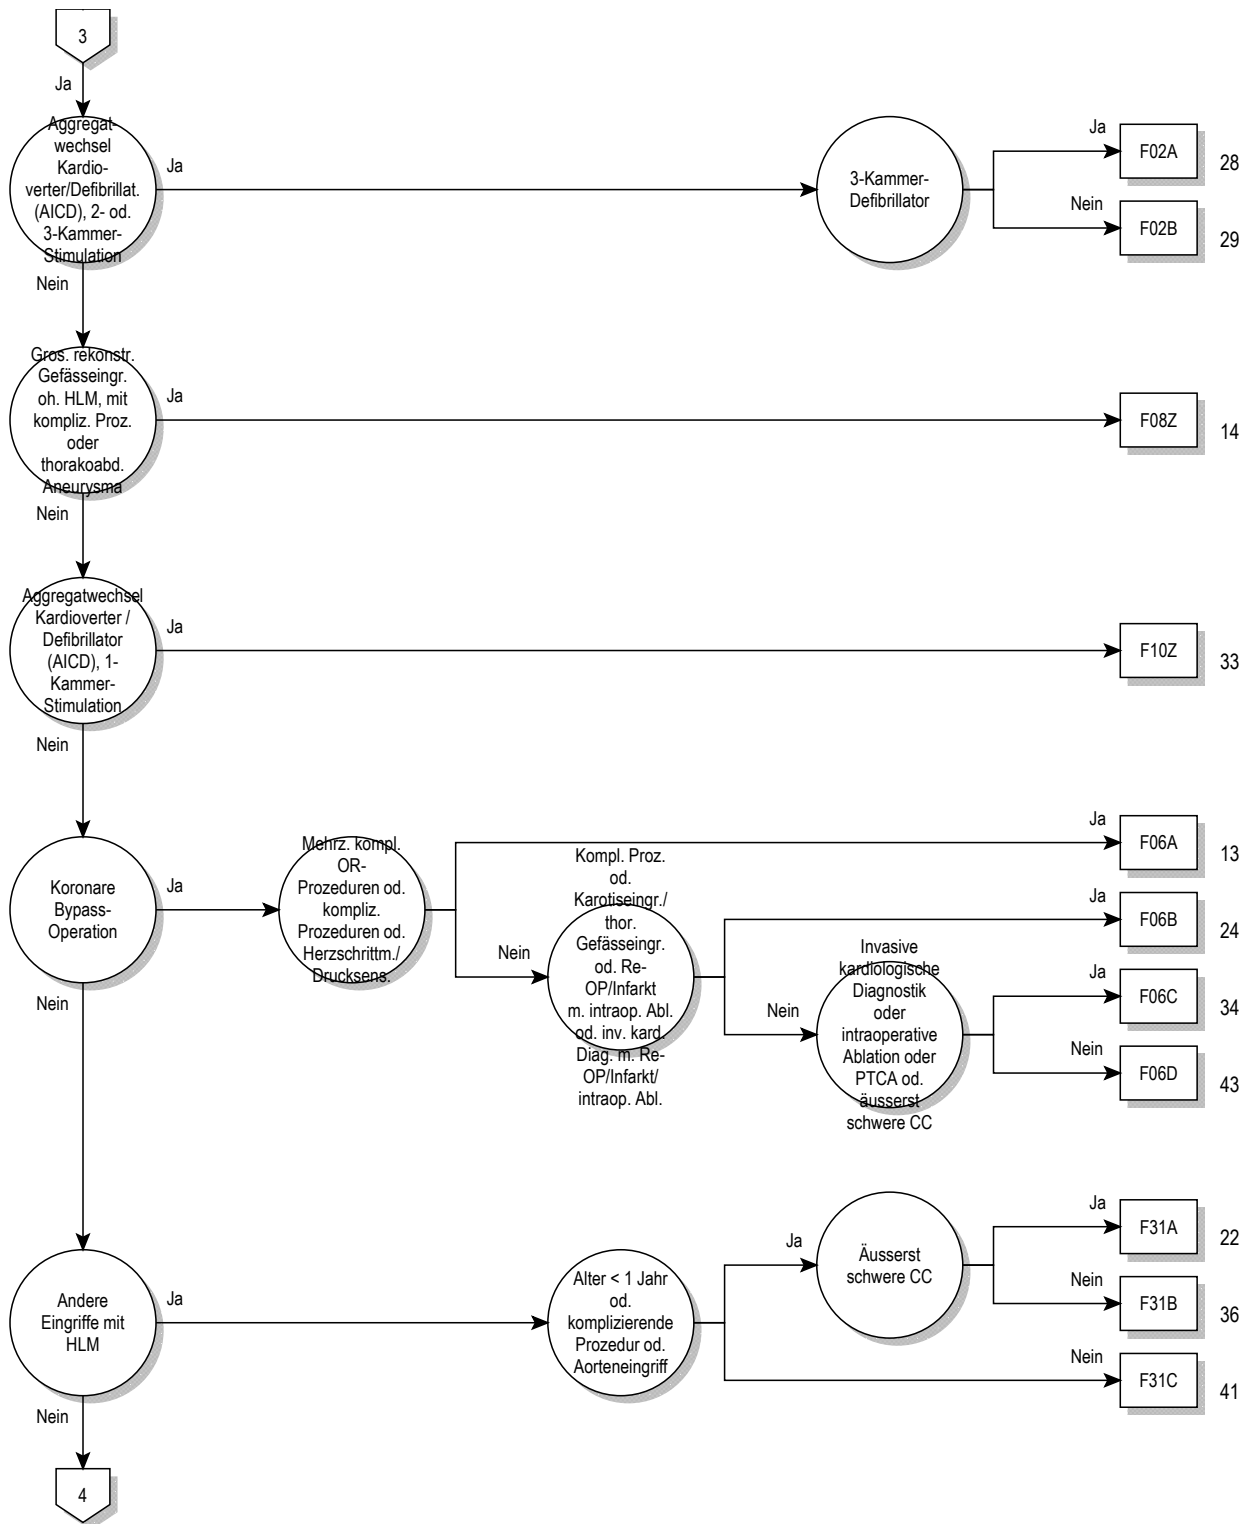 3
Ja
Aggregat-
wechsel
Kardio-
verter/Defibrillat.
(AICD), 2- od.
3-Kammer-
Stimulation
Ja
3-Kammer-
Defibrillator
Ja
F02A
28
Nein
F02B
29
Nein
Gros. rekonstr.
Gefässeingr.
oh. HLM, mit
kompliz. Proz.
oder
thorakoabd.
Aneurysma
Ja
F08Z
14
Nein
Aggregatwechsel
Kardioverter /
Defibrillator
(AICD), 1-
Kammer-
Stimulation
Ja
F10Z
33
Nein
Koronare
Bypass-
Operation
Ja
Mehrz. kompl.
OR-
Prozeduren od.
kompliz.
Prozeduren od.
Herzschrittm./
Drucksens.
Ja
F06A
13
Nein
Kompl. Proz.
od.
Karotiseingr./
thor.
Gefässeingr.
od. Re-
OP/Infarkt
m. intraop. Abl.
od. inv. kard.
Diag. m. Re-
OP/Infarkt/
intraop. Abl.
Ja
F06B
24
Nein
Invasive
kardiologische
Diagnostik
oder
intraoperative
Ablation oder
PTCA od.
äusserst
schwere CC
Ja
F06C
34
Nein
F06D
43
Nein
Andere
Eingriffe mit
HLM
Ja
Alter < 1 Jahr
od.
komplizierende
Prozedur od.
Aorteneingriff
Ja
Äusserst
schwere CC
Ja
F31A
22
Nein
F31B
36
Nein
F31C
41
Nein
4